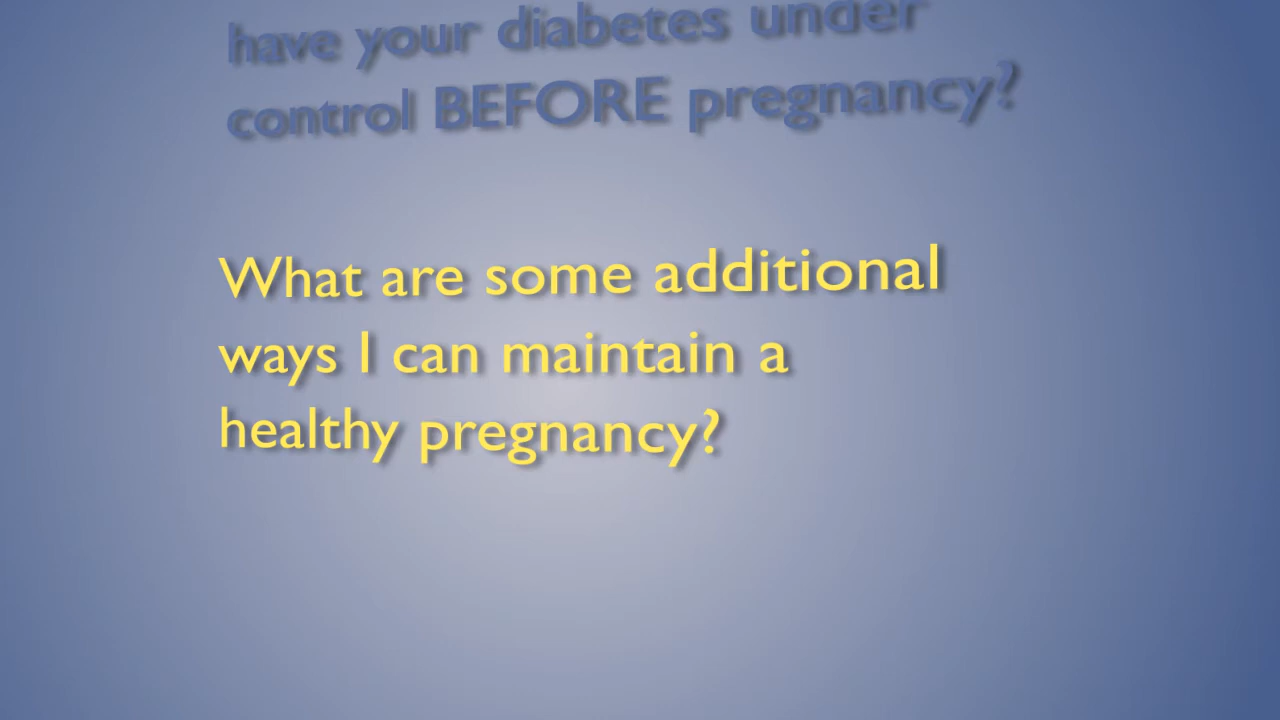 have your diabetes under
control BEFORE pregnancy?
What are some additional
ways I can maintain a
healthy pregnancy?